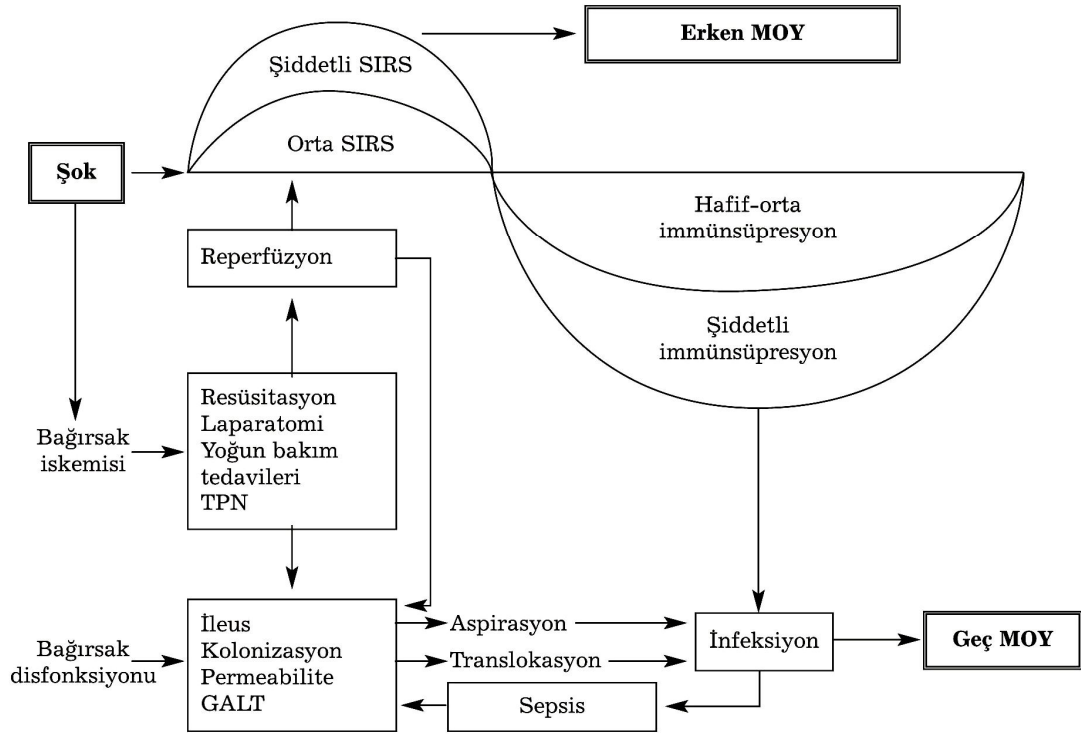 Erken MOY
Şiddetli SIRS
Orta SIRS
Şok
Hafif-orta
immünsüpresyon
Reperfüzyon
Şiddetli
immünsüpresyon
Resüsitasyon
Laparatomi
Yoğun bakım
tedavileri
TPN
Bağırsak
iskemisi
İleus
Kolonizasyon
Permeabilite
GALT
Bağırsak
disfonksiyonu
Aspirasyon
Translokasyon
İnfeksiyon
Geç MOY
Sepsis